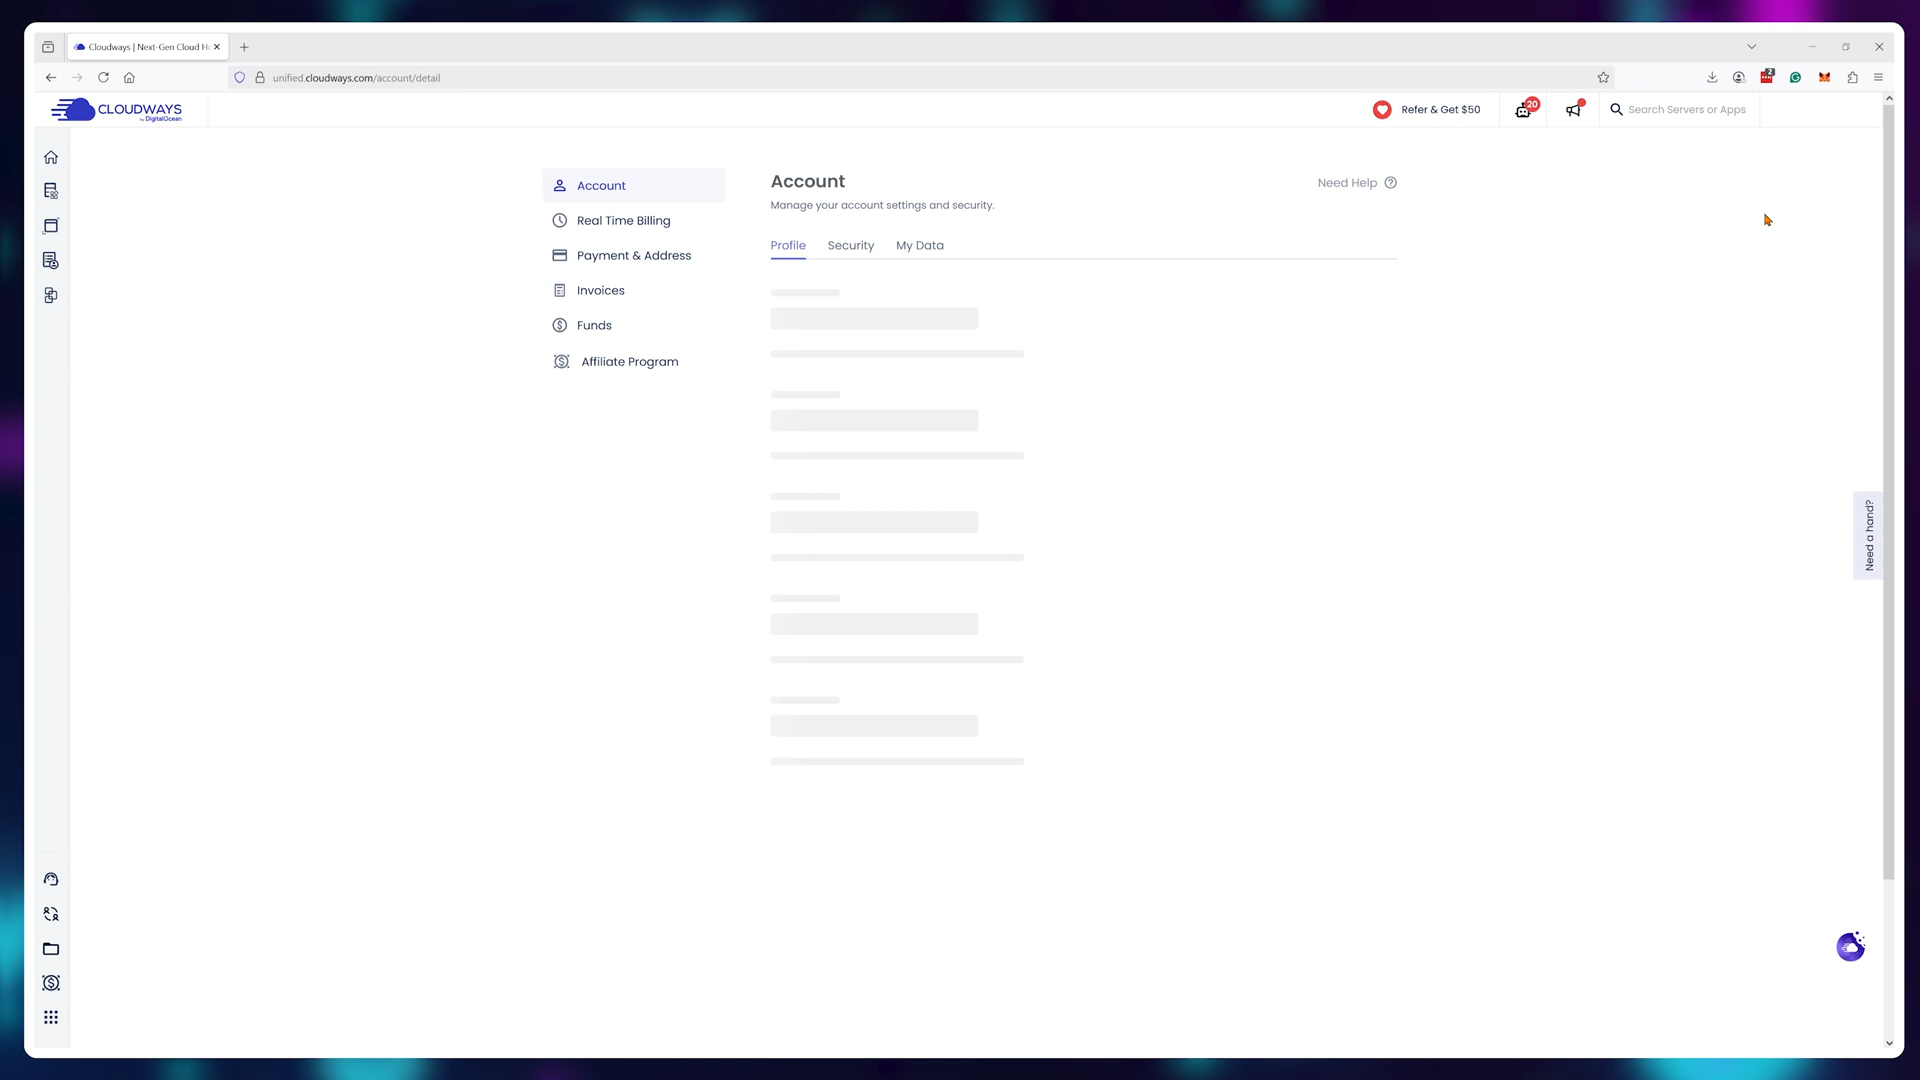 Cloudways | Next-Gen Cloud Ho
unified.cloudways.com/account/detail
2
CLOUDWAYS
by DigitalOcean
Refer & Get $50
20
Search Servers or Apps
Account
Real Time Billing
Payment & Address
Invoices
Funds
Affiliate Program
Account
Need Help
Manage your account settings and security.
Profile
Security
My Data
Need a hand?